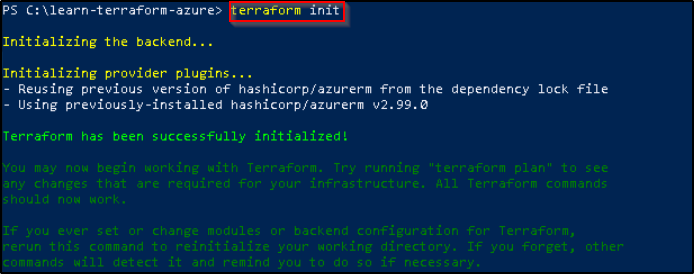 PS C:\learn-terraform-azure> terraform init
Initializing the backend...
Initializing provider plugins...
- Reusing previous version of hashicorp/azurerm from the dependency lock file
- Using previously-installed hashicorp/azurerm v2.99.0
Terraform has been successfully initialized!
You may now begin working with Terraform. Try running "terraform plan" to see
any changes that are required for your infrastructure. All Terraform commands
should now work.
If you ever set or change modules or backend configuration for Terraform,
rerun this command to reinitialize your working directory. If you forget, other
commands will detect it and remind you to do so if necessary.